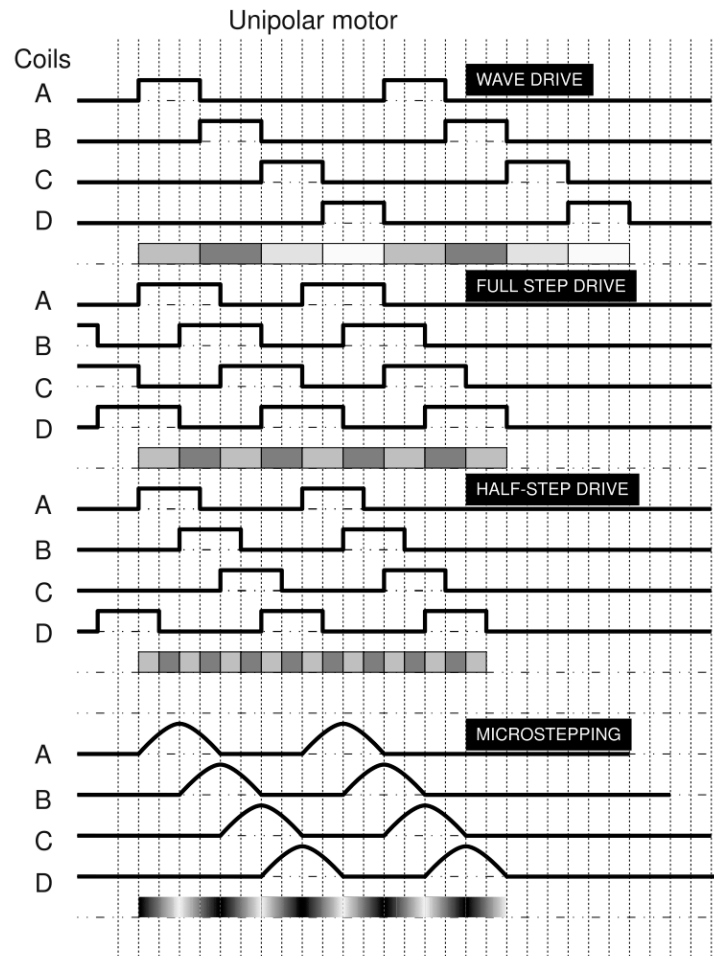 Unipolar motor
Coils
A WAVE DRIVE
B
C
D
A FULL STEP DRIVE
B
C
D
A HALF-STEP DRIVE
B
C
D
A MICROSTEPPING
B
C
D